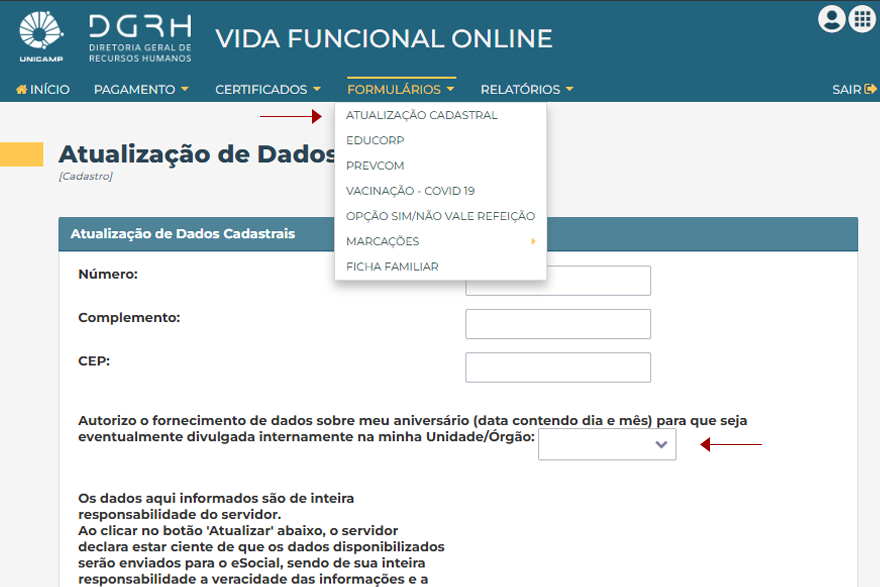 UNICAMP
DGRH
DIRETORIA GERAL DE
RECURSOS HUMANOS
VIDA FUNCIONAL ONLINE
INÍCIO PAGAMENTO CERTIFICADOS FORMULÁRIOS RELATÓRIOS SAIR
ATUALIZAÇÃO CADASTRAL
EDUCORP
PREVCOM
VACINAÇÃO - COVID 19
OPÇÃO SIM/NÃO VALE REFEIÇÃO
MARCAÇÕES
FICHA FAMILIAR
Atualização de Dados
[Cadastro]
Atualização de Dados Cadastrais
Número:
Complemento:
CEP:
Autorizo o fornecimento de dados sobre meu aniversário (data contendo dia e mês) para que seja
eventualmente divulgada internamente na minha Unidade/Órgão:
Os dados aqui informados são de inteira
responsabilidade do servidor.
Ao clicar no botão 'Atualizar' abaixo, o servidor
declara estar ciente de que os dados disponibilizados
serão enviados para o eSocial, sendo de sua inteira
responsabilidade a veracidade das informações e a